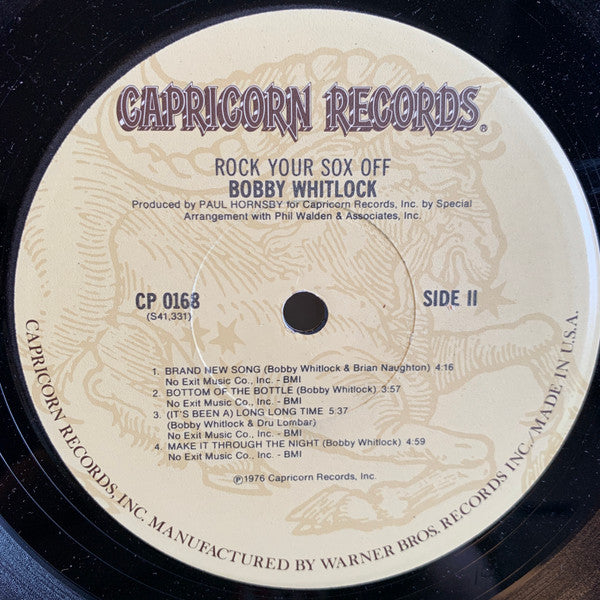 CAPRICORN RECORDS®
ROCK YOUR SOX OFF
BOBBY WHITLOCK
Produced by PAUL HORNSBY for Capricorn Records, Inc. by Special
Arrangement with Phil Walden & Associates, Inc.
CP 0168
(S41,331)
SIDE II
1. BRAND NEW SONG (Bobby Whitlock & Brian Naughton) 4:16
No Exit Music Co., Inc. - BMI
2. BOTTOM OF THE BOTTLE (Bobby Whitlock) 3:57
No Exit Music Co., Inc. - BMI
3. (IT'S BEEN A) LONG LONG TIME 5:37
(Bobby Whitlock & Dru Lombar)
No Exit Music Co., Inc. - BMI
4. MAKE IT THROUGH THE NIGHT (Bobby Whitlock) 4:59
No Exit Music Co., Inc. - BMI
℗1976 Capricorn Records, Inc.
CAPRICORN RECORDS, INC. MANUFACTURED BY WARNER BROS. RECORDS INC./MADE IN U.S.A.